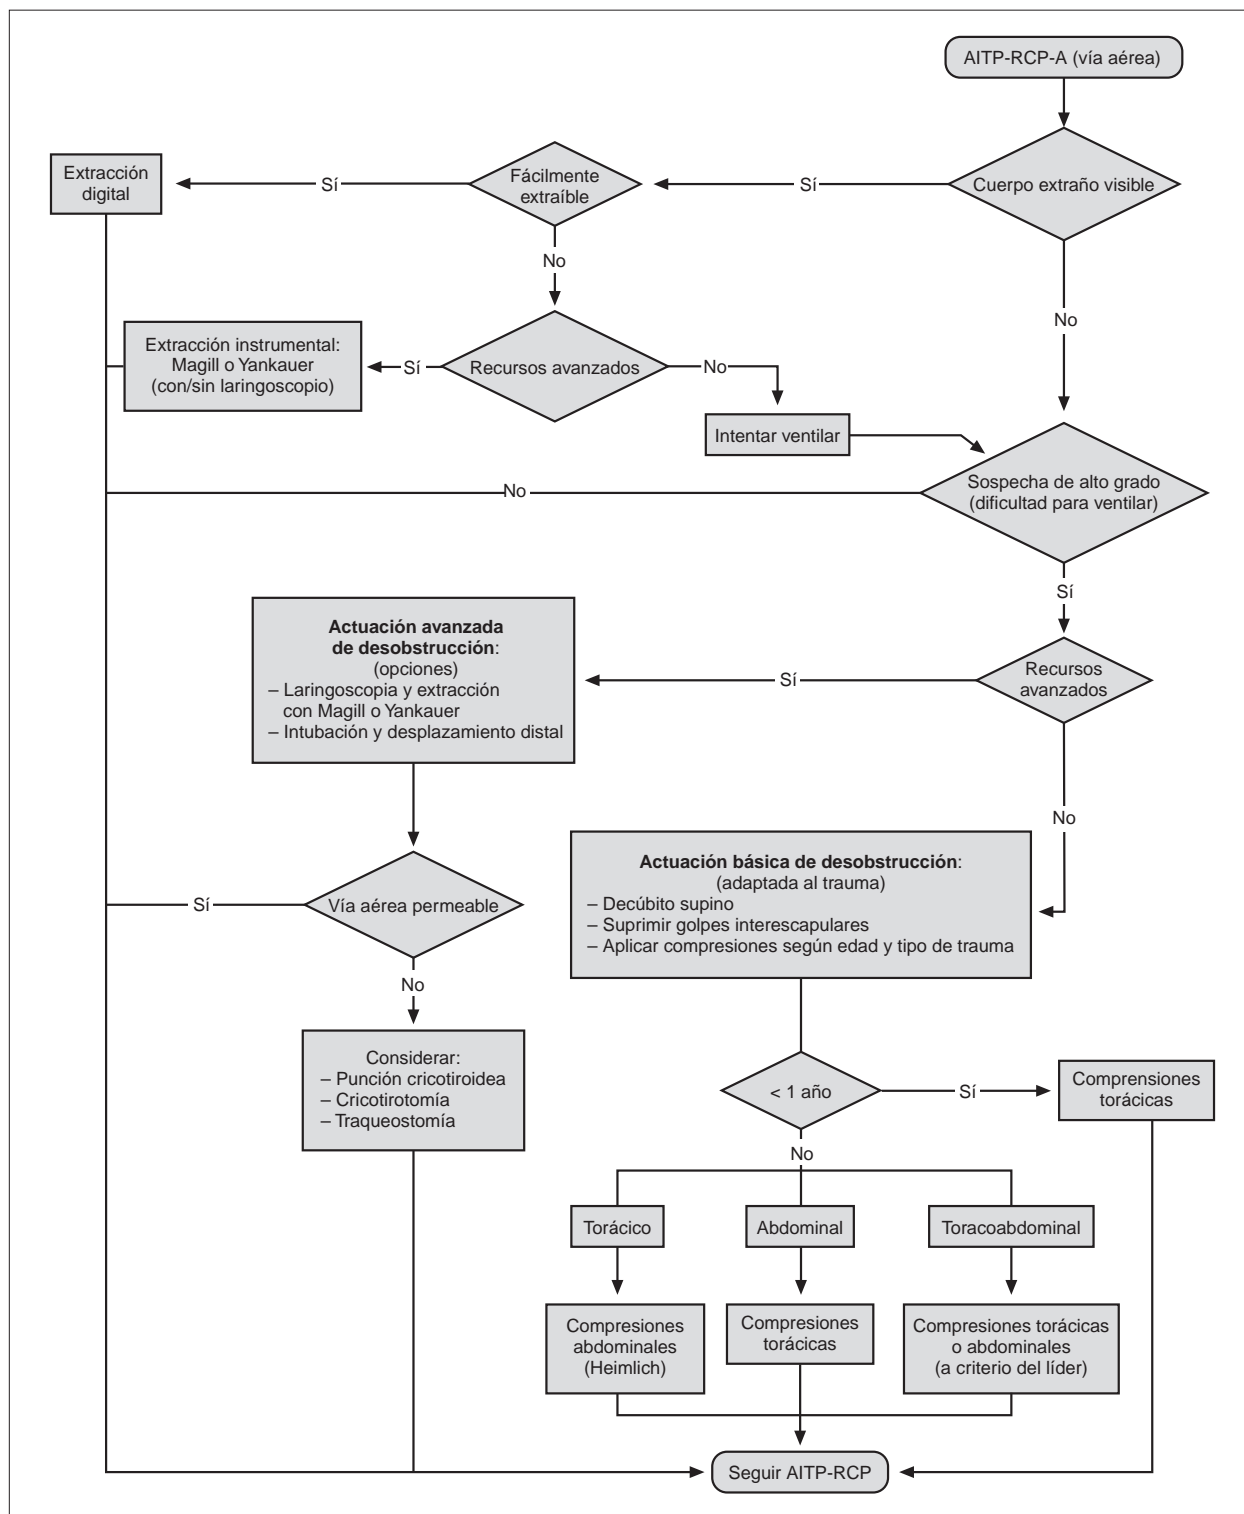 AITP-RCP-A (vía aérea)
Cuerpo extraño visible
Sí
Fácilmente
extraíble
Sí
Extracción
digital
No
No
Extracción instrumental:
Magill o Yankauer
(con/sin laringoscopio)
Sí
Recursos avanzados
No
Intentar ventilar
Sospecha de alto grado
(dificultad para ventilar)
No
Sí
Recursos
avanzados
Sí
Actuación avanzada
de desobstrucción:
(opciones)
– Laringoscopia y extracción
con Magill o Yankauer
– Intubación y desplazamiento distal
No
Actuación básica de desobstrucción:
(adaptada al trauma)
– Decúbito supino
– Suprimir golpes interescapulares
– Aplicar compresiones según edad y tipo de trauma
Vía aérea permeable
Sí
No
Considerar:
– Punción cricotiroidea
– Cricotirotomía
– Traqueostomía
< 1 año
Sí
Comprensiones
torácicas
No
Torácico
Abdominal
Toracoabdominal
Compresiones
abdominales
(Heimlich)
Compresiones
torácicas
Compresiones torácicas
o abdominales
(a criterio del líder)
Seguir AITP-RCP